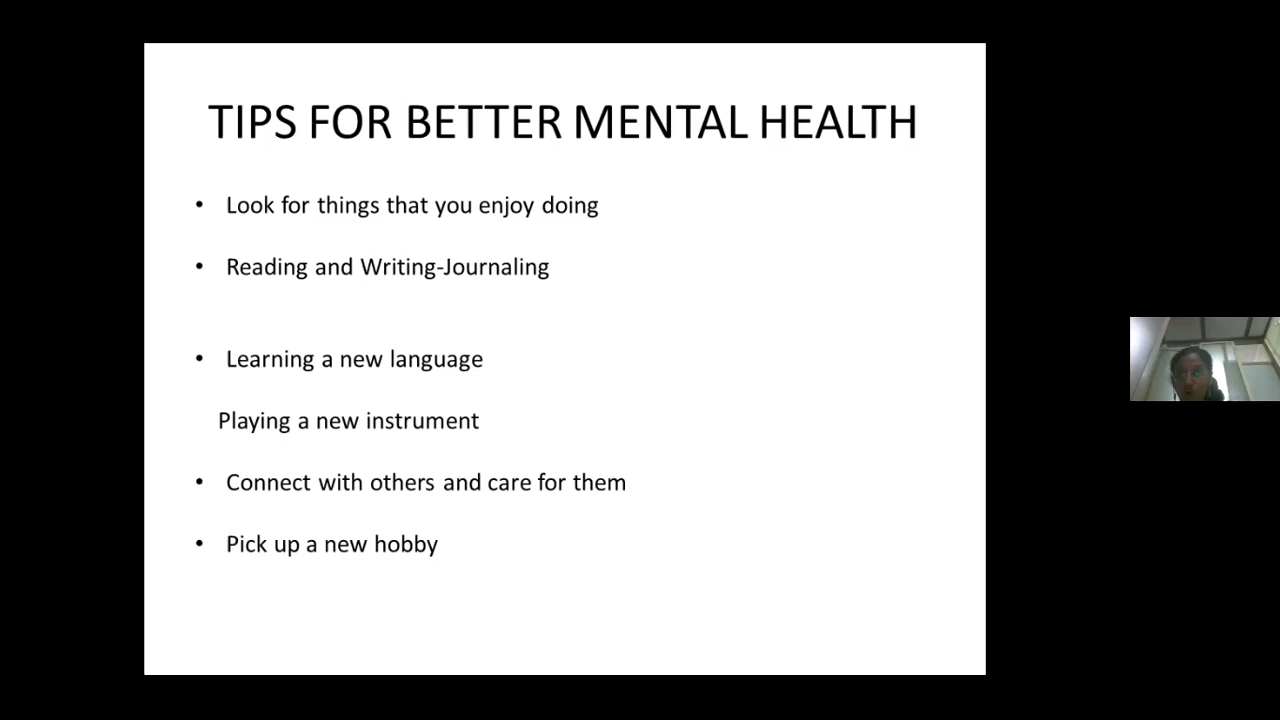 TIPS FOR BETTER MENTAL HEALTH
• Look for things that you enjoy doing
• Reading and Writing-Journaling
• Learning a new language
Playing a new instrument
• Connect with others and care for them
• Pick up a new hobby